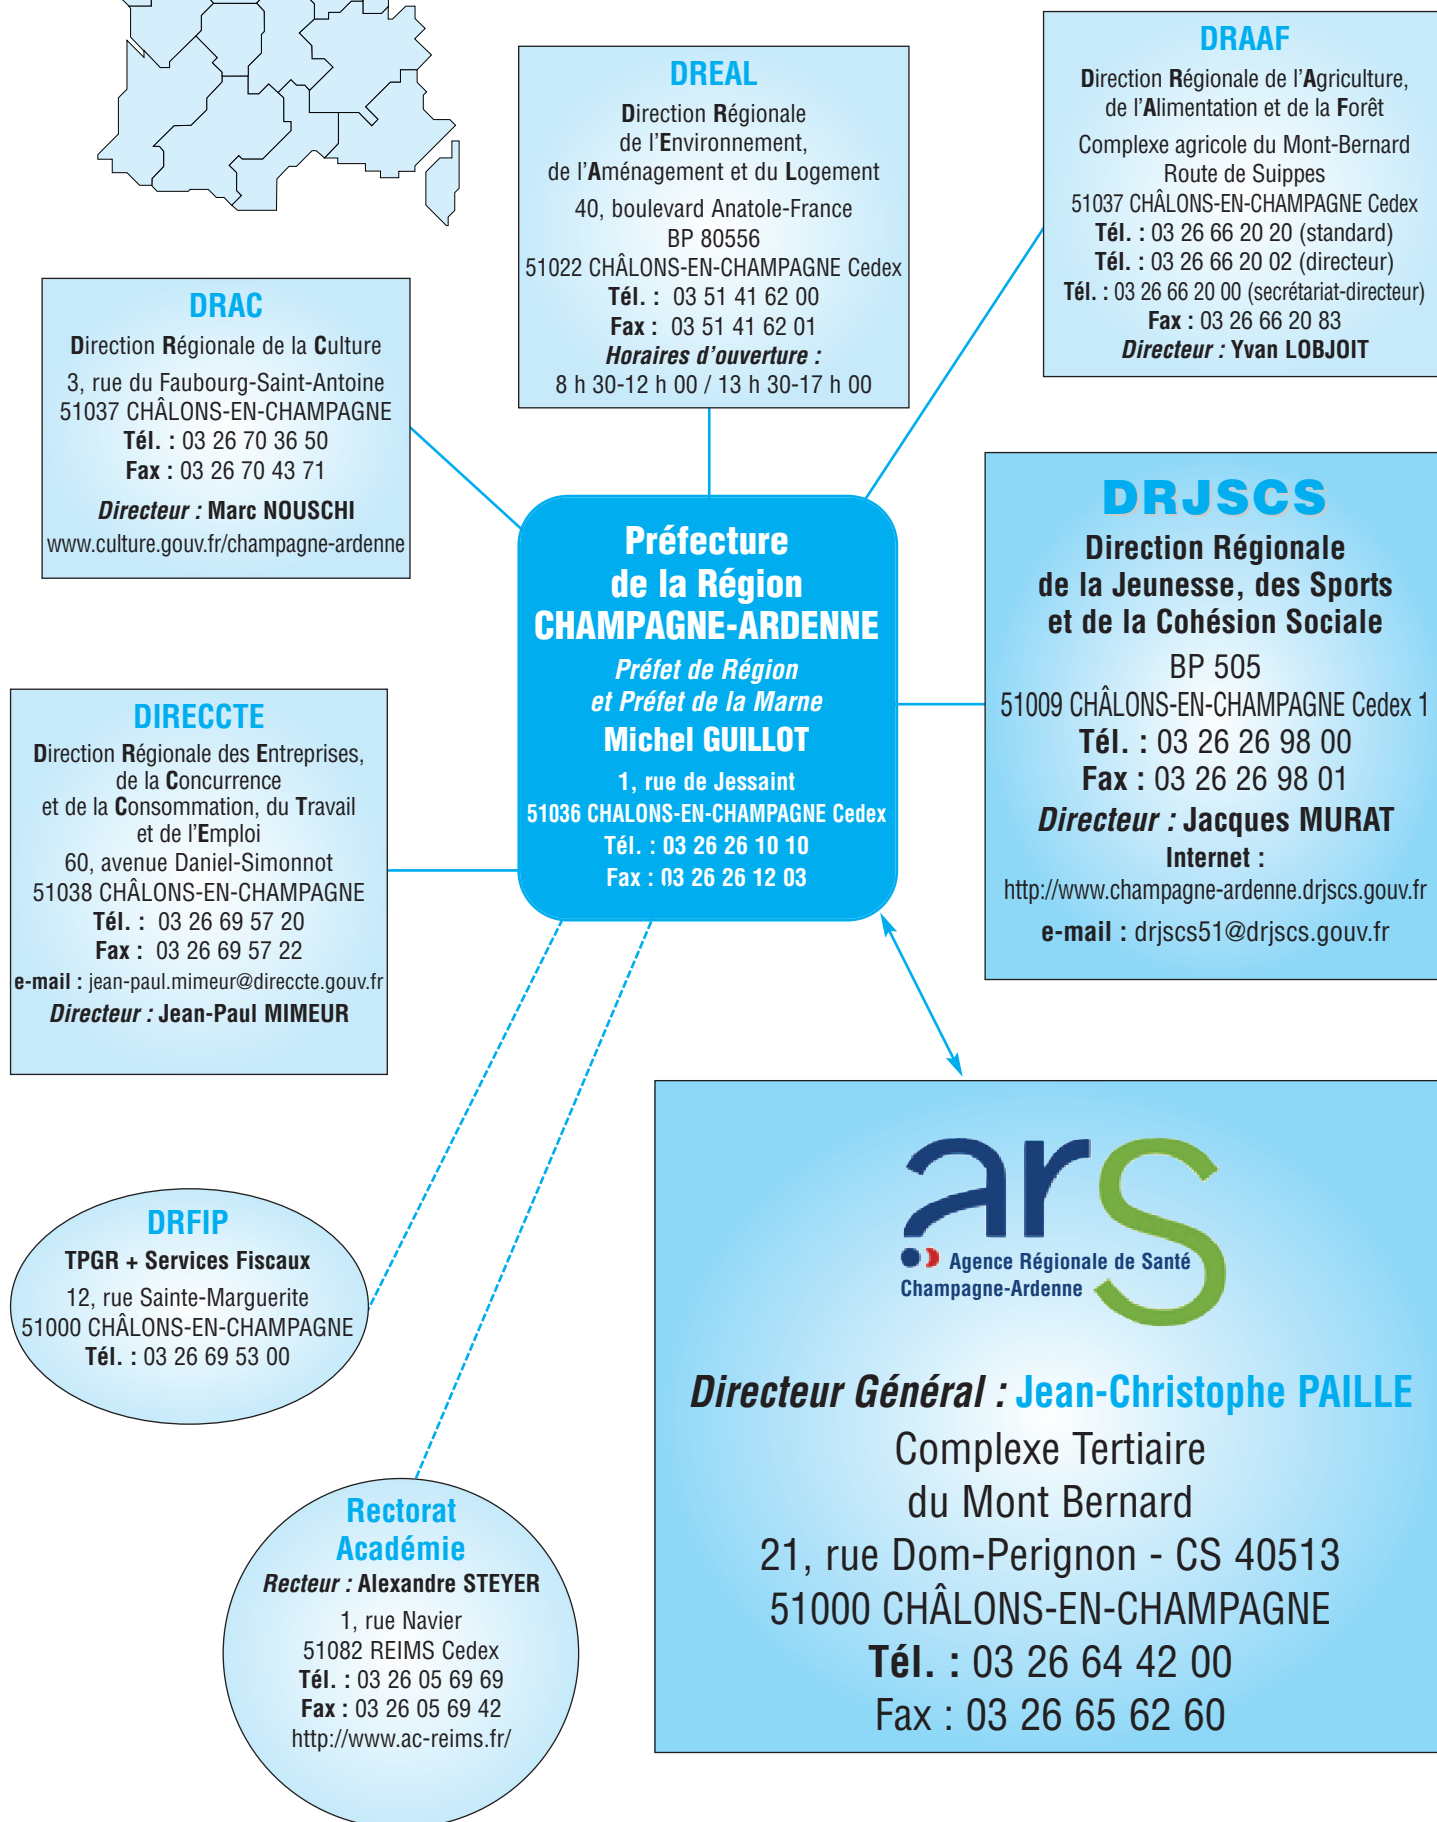 DRAAF
Direction Régionale de l'Agriculture,
de l'Alimentation et de la Forêt
Complexe agricole du Mont-Bernard
Route de Suippes
51037 CHÂLONS-EN-CHAMPAGNE Cedex
Tél. : 03 26 66 20 20 (standard)
Tél. : 03 26 66 20 02 (directeur)
Tél. : 03 26 66 20 00 (secrétariat-directeur)
Fax : 03 26 66 20 83
Directeur : Yvan LOBJOIT
DREAL
Direction Régionale
de l'Environnement,
de l'Aménagement et du Logement
40, boulevard Anatole-France
BP 80556
51022 CHÂLONS-EN-CHAMPAGNE Cedex
Tél. : 03 51 41 62 00
Fax : 03 51 41 62 01
Horaires d'ouverture :
8 h 30-12 h 00 / 13 h 30-17 h 00
DRAC
Direction Régionale de la Culture
3, rue du Faubourg-Saint-Antoine
51037 CHÂLONS-EN-CHAMPAGNE
Tél. : 03 26 70 36 50
Fax : 03 26 70 43 71
Directeur : Marc NOUSCHI
www.culture.gouv.fr/champagne-ardenne
Préfecture
de la Région
CHAMPAGNE-ARDENNE
Préfet de Région
et Préfet de la Marne
Michel GUILLOT
1, rue de Jessaint
51036 CHALONS-EN-CHAMPAGNE Cedex
Tél. : 03 26 26 10 10
Fax : 03 26 26 12 03
DRJSCS
Direction Régionale
de la Jeunesse, des Sports
et de la Cohésion Sociale
BP 505
51009 CHÂLONS-EN-CHAMPAGNE Cedex 1
Tél. : 03 26 26 98 00
Fax : 03 26 26 98 01
Directeur : Jacques MURAT
Internet :
http://www.champagne-ardenne.drjscs.gouv.fr
e-mail : drjscs51@drjscs.gouv.fr
DIRECCTE
Direction Régionale des Entreprises,
de la Concurrence
et de la Consommation, du Travail
et de l'Emploi
60, avenue Daniel-Simonnot
51038 CHÂLONS-EN-CHAMPAGNE
Tél. : 03 26 69 57 20
Fax : 03 26 69 57 22
e-mail : jean-paul.mimeur@direccte.gouv.fr
Directeur : Jean-Paul MIMEUR
DRFIP
TPGR + Services Fiscaux
12, rue Sainte-Marguerite
51000 CHÂLONS-EN-CHAMPAGNE
Tél. : 03 26 69 53 00
Rectorat
Académie
Recteur : Alexandre STEYER
1, rue Navier
51082 REIMS Cedex
Tél. : 03 26 05 69 69
Fax : 03 26 05 69 42
http://www.ac-reims.fr/
ars
Agence Régionale de Santé
Champagne-Ardenne
Directeur Général : Jean-Christophe PAILLE
Complexe Tertiaire
du Mont Bernard
21, rue Dom-Perignon - CS 40513
51000 CHÂLONS-EN-CHAMPAGNE
Tél. : 03 26 64 42 00
Fax : 03 26 65 62 60